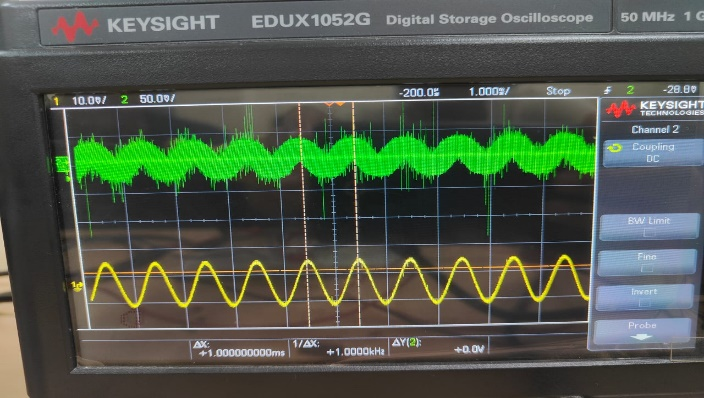 KEYSIGHT EDUX1052G Digital Storage Oscilloscope 50 MHz 1 G
1 10.0V/ 2 50.0V/ -200.0 1.000s/ Stop 2 -28.8V
KEYSIGHT
TECHNOLOGIES
Channel 2
Coupling
DC
BW Limit
Fine
Invert
Probe
ΔX:
+1.000000000ms
1/ΔX:
+1.0000kHz
ΔY(2):
+0.0V